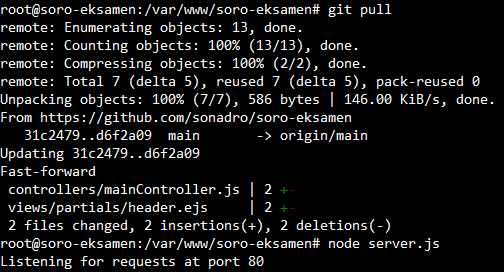 root@soro-eksamen:/var/www/soro-eksamen# git pull
remote: Enumerating objects: 13, done.
remote: Counting objects: 100% (13/13), done.
remote: Compressing objects: 100% (2/2), done.
remote: Total 7 (delta 5), reused 7 (delta 5), pack-reused 0
Unpacking objects: 100% (7/7), 586 bytes | 146.00 KiB/s, done.
From https://github.com/sonadro/soro-eksamen
   31c2479..d6f2a09  main       -> origin/main
Updating 31c2479..d6f2a09
Fast-forward
 controllers/mainController.js | 2 +-
 views/partials/header.ejs     | 2 +-
 2 files changed, 2 insertions(+), 2 deletions(-)
root@soro-eksamen:/var/www/soro-eksamen# node server.js
Listening for requests at port 80